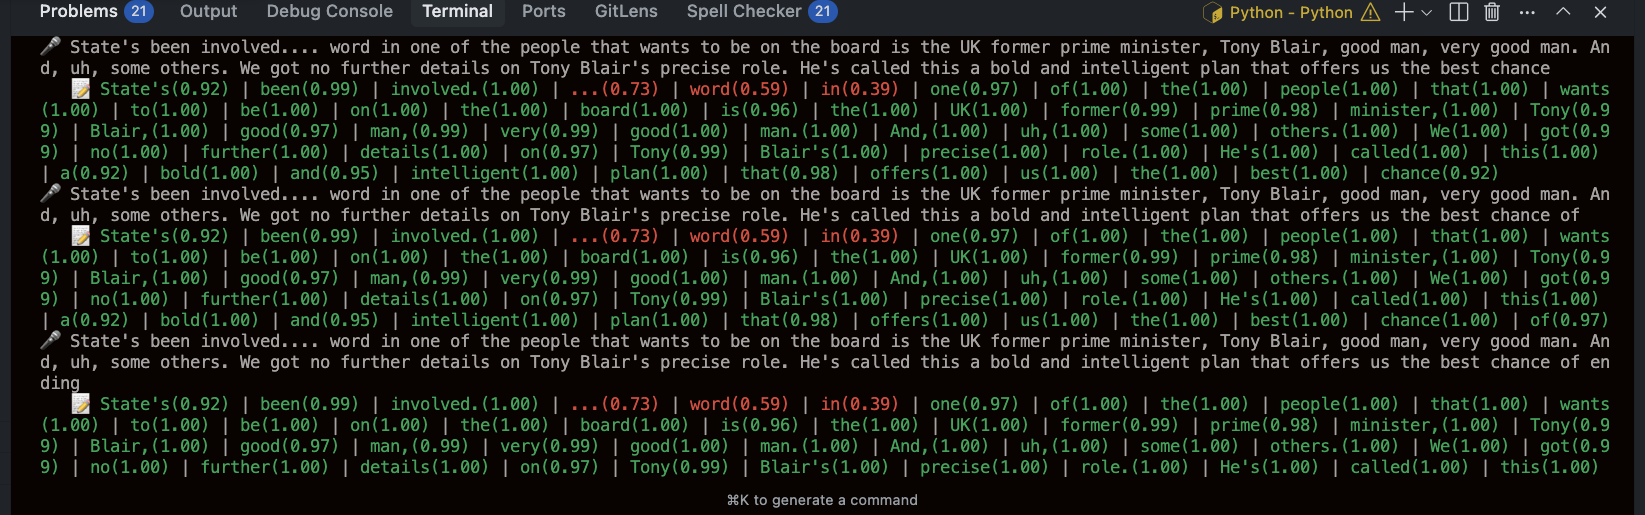 Problems 21 Output Debug Console Terminal Ports GitLens Spell Checker 21 Python - Python
🎤 State's been involved.... word in one of the people that wants to be on the board is the UK former prime minister, Tony Blair, good man, very good man. An
d, uh, some others. We got no further details on Tony Blair's precise role. He's called this a bold and intelligent plan that offers us the best chance
📝 State's(0.92) | been(0.99) | involved.(1.00) | ...(0.73) | word(0.59) | in(0.39) | one(0.97) | of(1.00) | the(1.00) | people(1.00) | that(1.00) | wants
(1.00) | to(1.00) | be(1.00) | on(1.00) | the(1.00) | board(1.00) | is(0.96) | the(1.00) | UK(1.00) | former(0.99) | prime(0.98) | minister,(1.00) | Tony(0.9
9) | Blair,(1.00) | good(0.97) | man,(0.99) | very(0.99) | good(1.00) | man.(1.00) | And,(1.00) | uh,(1.00) | some(1.00) | others.(1.00) | We(1.00) | got(0.9
9) | no(1.00) | further(1.00) | details(1.00) | on(0.97) | Tony(0.99) | Blair's(1.00) | precise(1.00) | role.(1.00) | He's(1.00) | called(1.00) | this(1.00)
| a(0.92) | bold(1.00) | and(0.95) | intelligent(1.00) | plan(1.00) | that(0.98) | offers(1.00) | us(1.00) | the(1.00) | best(1.00) | chance(0.92)
🎤 State's been involved.... word in one of the people that wants to be on the board is the UK former prime minister, Tony Blair, good man, very good man. An
d, uh, some others. We got no further details on Tony Blair's precise role. He's called this a bold and intelligent plan that offers us the best chance of
📝 State's(0.92) | been(0.99) | involved.(1.00) | ...(0.73) | word(0.59) | in(0.39) | one(0.97) | of(1.00) | the(1.00) | people(1.00) | that(1.00) | wants
(1.00) | to(1.00) | be(1.00) | on(1.00) | the(1.00) | board(1.00) | is(0.96) | the(1.00) | UK(1.00) | former(0.99) | prime(0.98) | minister,(1.00) | Tony(0.9
9) | Blair,(1.00) | good(0.97) | man,(0.99) | very(0.99) | good(1.00) | man.(1.00) | And,(1.00) | uh,(1.00) | some(1.00) | others.(1.00) | We(1.00) | got(0.9
9) | no(1.00) | further(1.00) | details(1.00) | on(0.97) | Tony(0.99) | Blair's(1.00) | precise(1.00) | role.(1.00) | He's(1.00) | called(1.00) | this(1.00)
| a(0.92) | bold(1.00) | and(0.95) | intelligent(1.00) | plan(1.00) | that(0.98) | offers(1.00) | us(1.00) | the(1.00) | best(1.00) | chance(1.00) | of(0.97)
🎤 State's been involved.... word in one of the people that wants to be on the board is the UK former prime minister, Tony Blair, good man, very good man. An
d, uh, some others. We got no further details on Tony Blair's precise role. He's called this a bold and intelligent plan that offers us the best chance of en
ding
📝 State's(0.92) | been(0.99) | involved.(1.00) | ...(0.73) | word(0.59) | in(0.39) | one(0.97) | of(1.00) | the(1.00) | people(1.00) | that(1.00) | wants
(1.00) | to(1.00) | be(1.00) | on(1.00) | the(1.00) | board(1.00) | is(0.96) | the(1.00) | UK(1.00) | former(0.99) | prime(0.98) | minister,(1.00) | Tony(0.9
9) | Blair,(1.00) | good(0.97) | man,(0.99) | very(0.99) | good(1.00) | man.(1.00) | And,(1.00) | uh,(1.00) | some(1.00) | others.(1.00) | We(1.00) | got(0.9
9) | no(1.00) | further(1.00) | details(1.00) | on(0.97) | Tony(0.99) | Blair's(1.00) | precise(1.00) | role.(1.00) | He's(1.00) | called(1.00) | this(1.00)
⌘K to generate a command